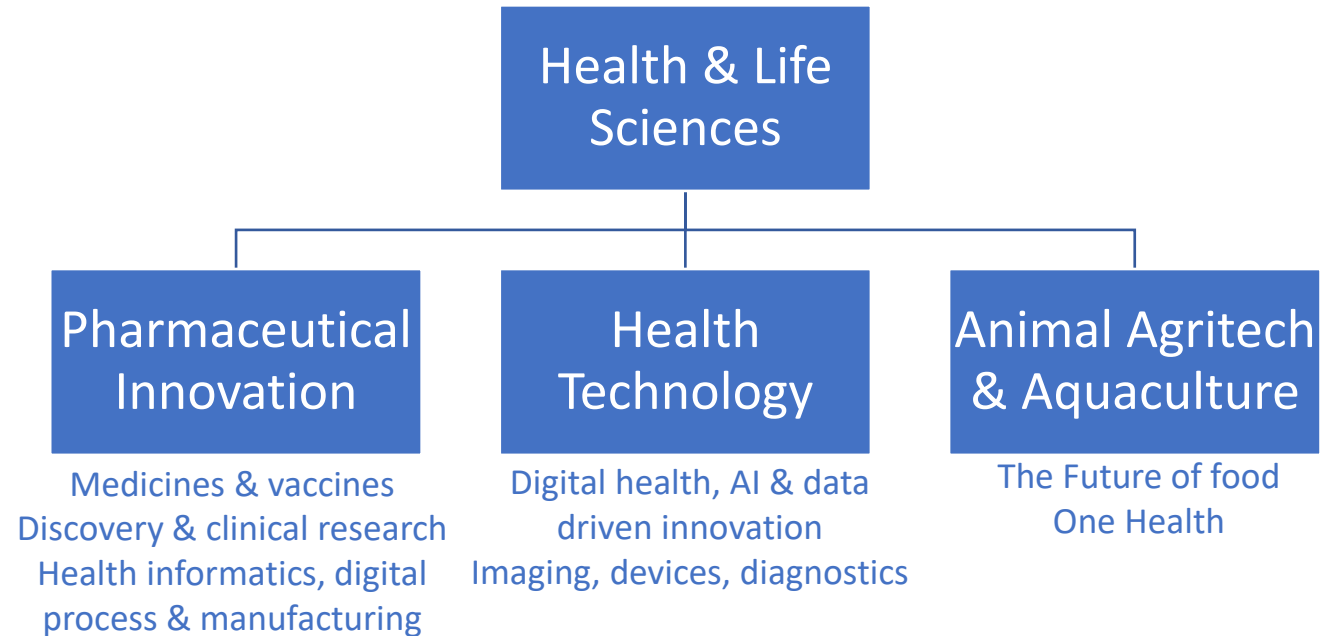 Health & Life
Sciences
Pharmaceutical
Innovation
Medicines & vaccines
Discovery & clinical research
Health informatics, digital
process & manufacturing
Health
Technology
Digital health, AI & data
driven innovation
Imaging, devices, diagnostics
Animal Agritech
& Aquaculture
The Future of food
One Health